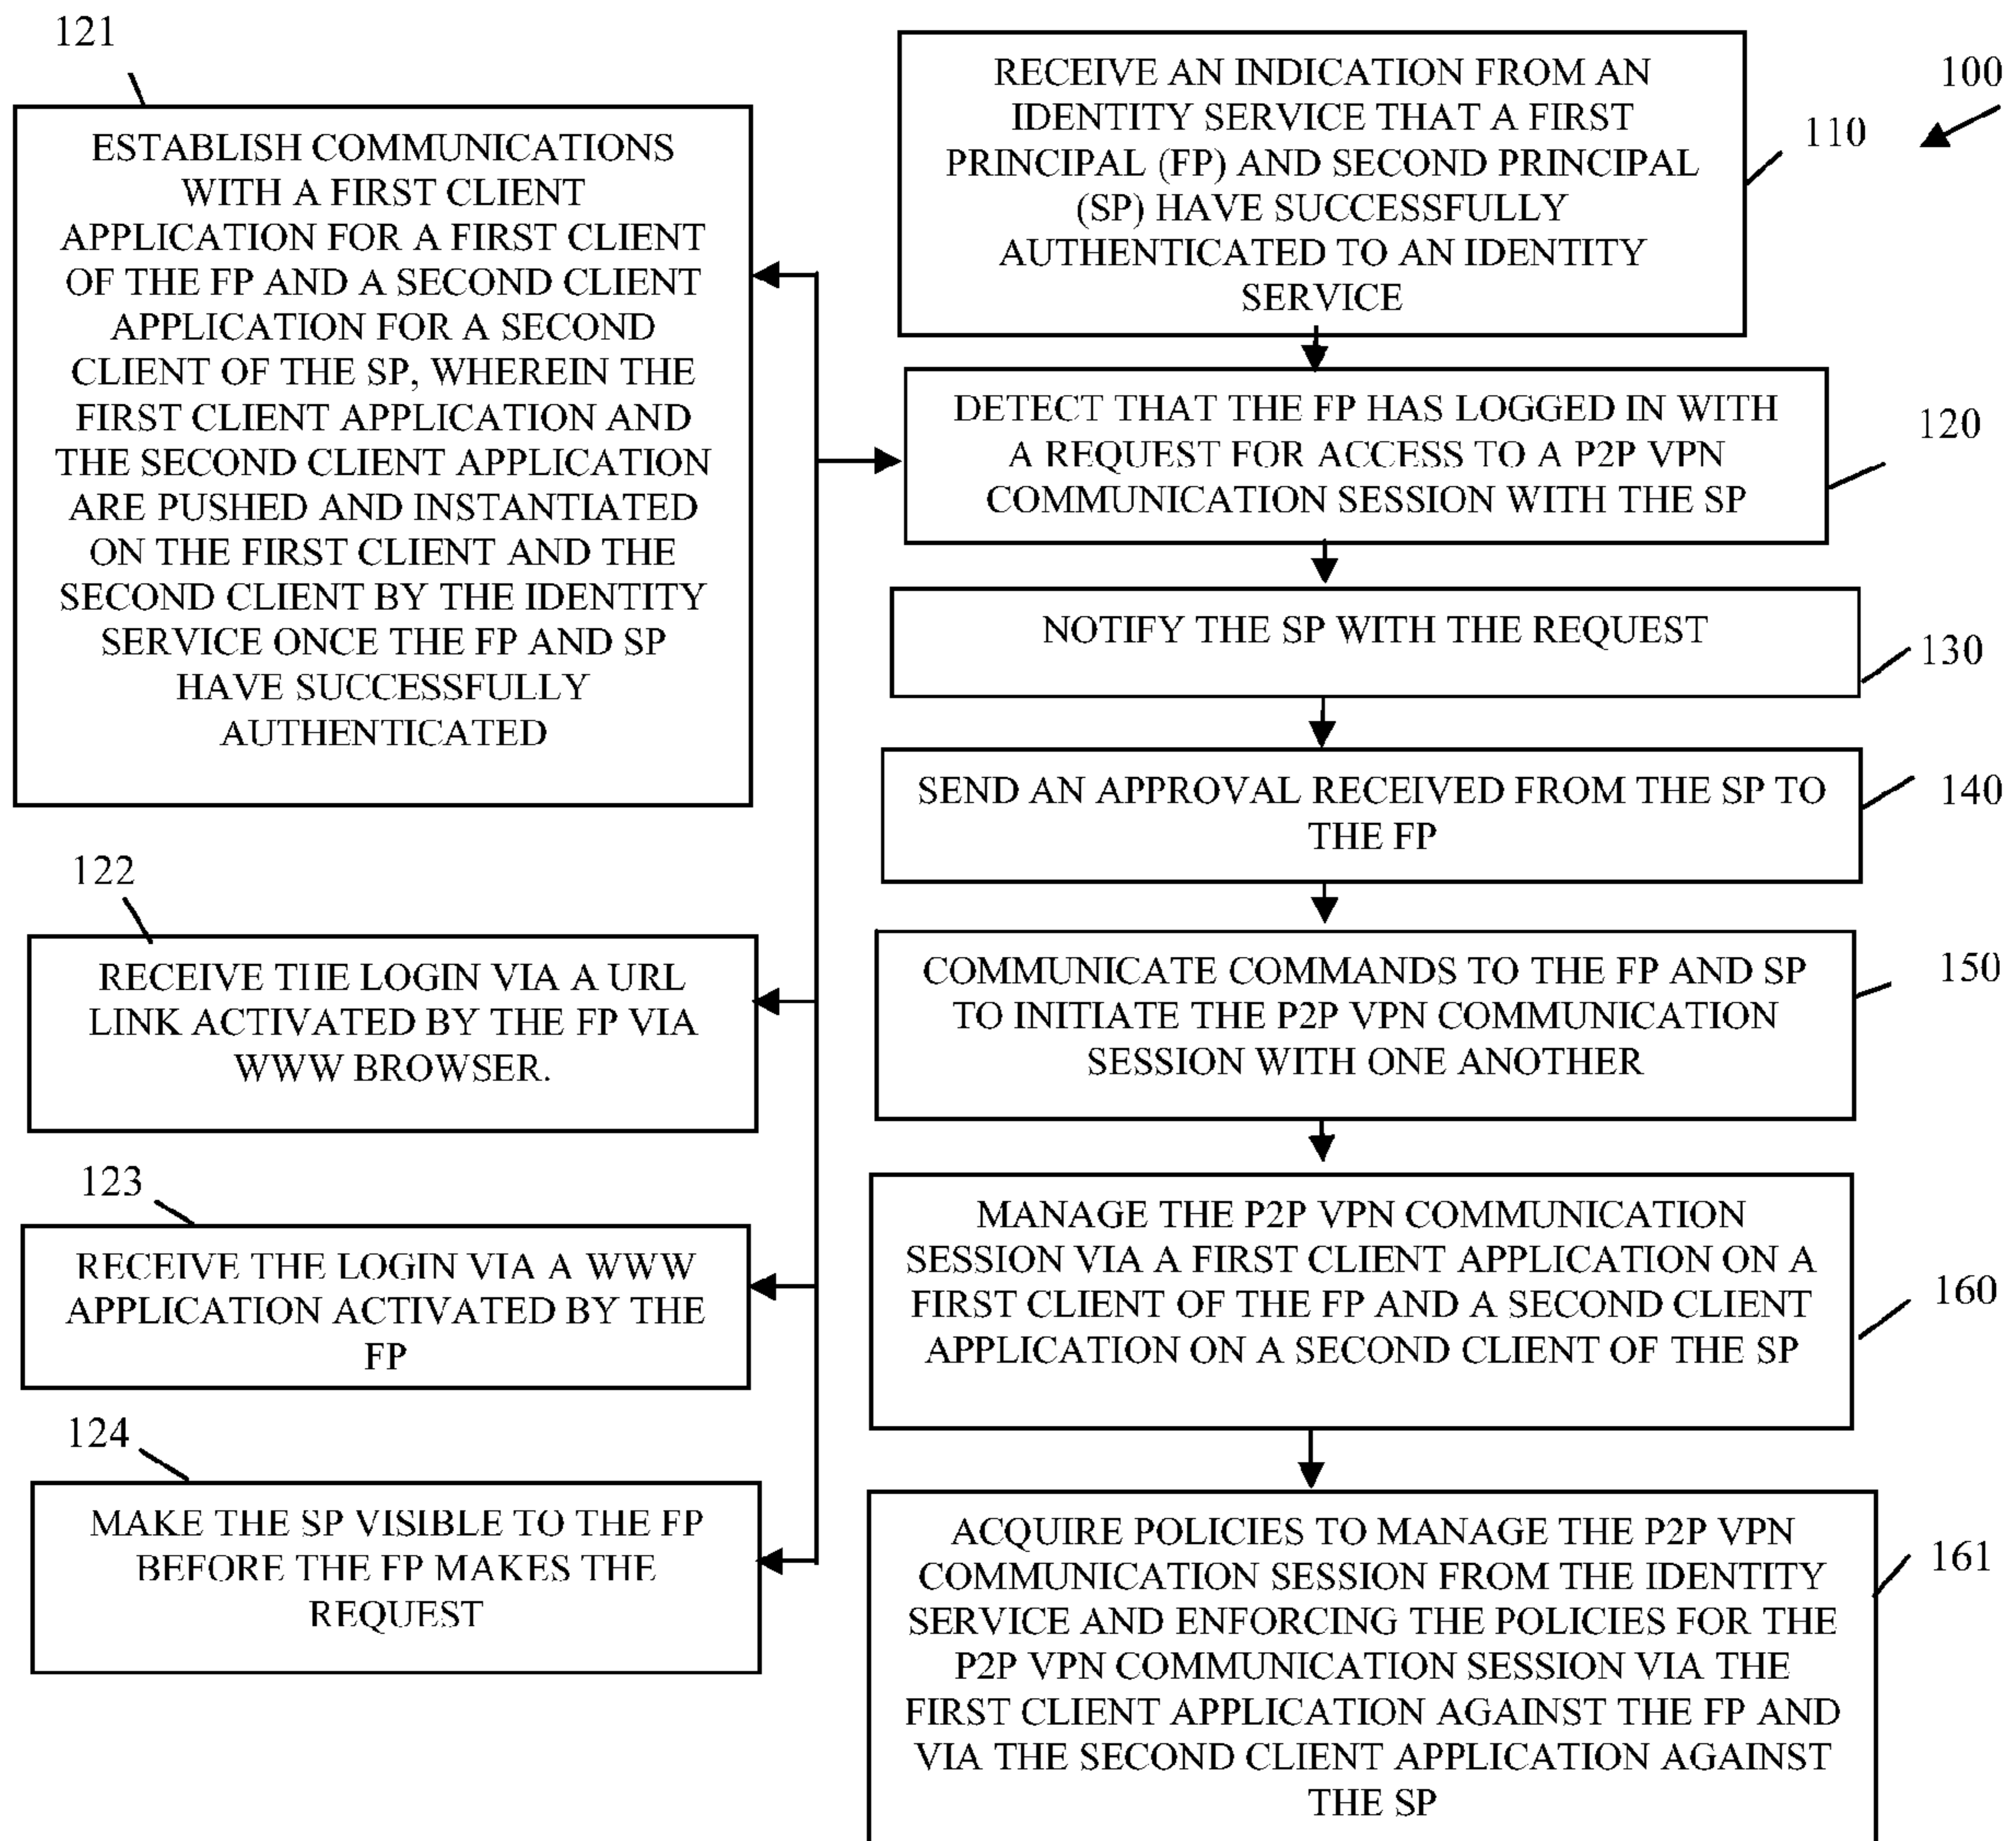 121
ESTABLISH COMMUNICATIONS
WITH A FIRST CLIENT
APPLICATION FOR A FIRST CLIENT
OF THE FP AND A SECOND CLIENT
APPLICATION FOR A SECOND
CLIENT OF THE SP, WHEREIN THE
FIRST CLIENT APPLICATION AND
THE SECOND CLIENT APPLICATION
ARE PUSHED AND INSTANTIATED
ON THE FIRST CLIENT AND THE
SECOND CLIENT BY THE IDENTITY
SERVICE ONCE THE FP AND SP
HAVE SUCCESSFULLY
AUTHENTICATED
122
RECEIVE THE LOGIN VIA A URL
LINK ACTIVATED BY THE FP VIA
WWW BROWSER.
123
RECEIVE THE LOGIN VIA A WWW
APPLICATION ACTIVATED BY THE
FP
124
MAKE THE SP VISIBLE TO THE FP
BEFORE THE FP MAKES THE
REQUEST
100
RECEIVE AN INDICATION FROM AN
IDENTITY SERVICE THAT A FIRST
PRINCIPAL (FP) AND SECOND PRINCIPAL
(SP) HAVE SUCCESSFULLY
AUTHENTICATED TO AN IDENTITY
SERVICE
110
DETECT THAT THE FP HAS LOGGED IN WITH
A REQUEST FOR ACCESS TO A P2P VPN
COMMUNICATION SESSION WITH THE SP
120
NOTIFY THE SP WITH THE REQUEST
130
SEND AN APPROVAL RECEIVED FROM THE SP TO
THE FP
140
COMMUNICATE COMMANDS TO THE FP AND SP
TO INITIATE THE P2P VPN COMMUNICATION
SESSION WITH ONE ANOTHER
150
MANAGE THE P2P VPN COMMUNICATION
SESSION VIA A FIRST CLIENT APPLICATION ON A
FIRST CLIENT OF THE FP AND A SECOND CLIENT
APPLICATION ON A SECOND CLIENT OF THE SP
160
ACQUIRE POLICIES TO MANAGE THE P2P VPN
COMMUNICATION SESSION FROM THE IDENTITY
SERVICE AND ENFORCING THE POLICIES FOR THE
P2P VPN COMMUNICATION SESSION VIA THE
FIRST CLIENT APPLICATION AGAINST THE FP AND
VIA THE SECOND CLIENT APPLICATION AGAINST
THE SP
161